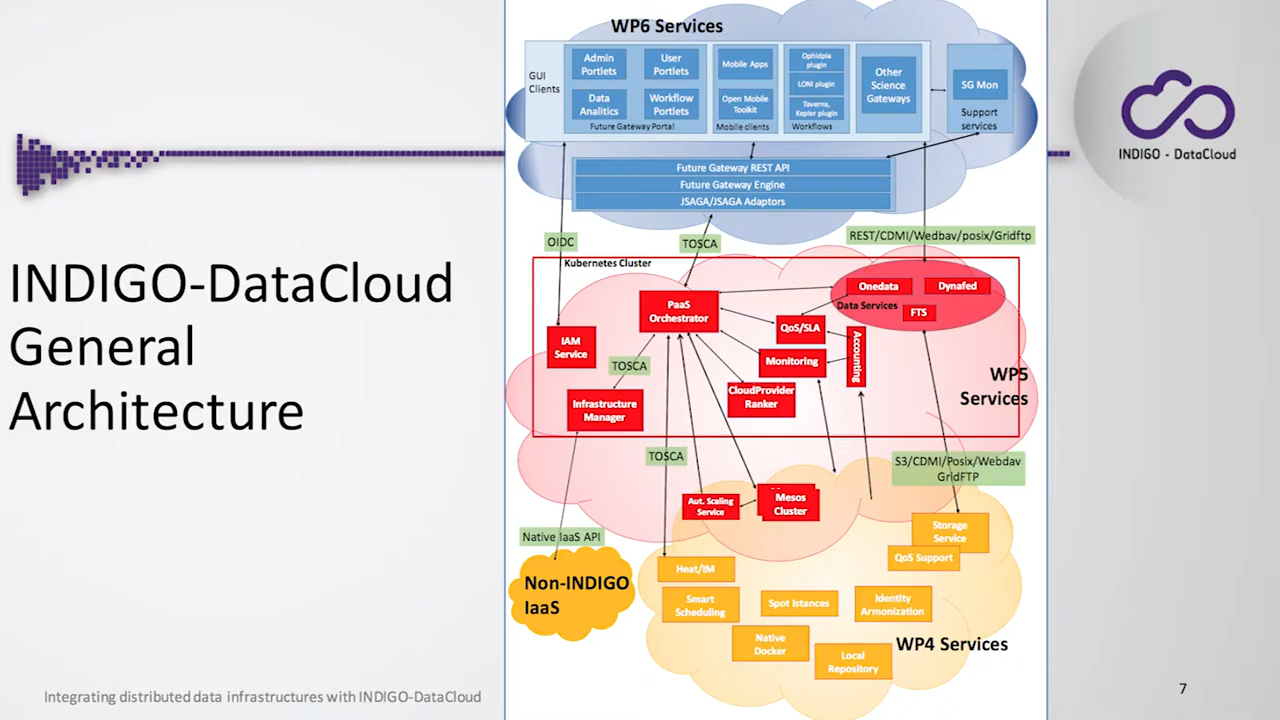 WP6 Services
GUI
Clients
Admin
Portlets
User
Portlets
Data
Analitics
Workflow
Portlets
Future Gateway Portal
Mobile Apps
Open Mobile
Toolkit
Mobile clients
Ophidpia
plugin
LONI plugin
Taverna,
Kepler plugin
Workflows
Other
Science
Gateways
SG Mon
Support
services
INDIGO - DataCloud
Future Gateway REST API
Future Gateway Engine
JSAGA/JSAGA Adaptors
OIDC
TOSCA
REST/CDMI/Wedbav/posix/Gridftp
INDIGO-DataCloud
General
Architecture
Kubernetes Cluster
PaaS
Orchestrator
Onedata
Dynafed
Data Services
FTS
IAM
Service
QoS/SLA
Monitoring
Accounting
TOSCA
CloudProvider
Ranker
Infrastructure
Manager
WP5
Services
TOSCA
S3/CDMI/Posix/Webdav
GridFTP
Aut. Scaling
Service
Mesos
Cluster
Native IaaS API
Non-INDIGO
IaaS
Storage
Service
QoS Support
Heat/IM
Smart
Scheduling
Spot Istances
Identity
Armonization
Native
Docker
Local
Repository
WP4 Services
Integrating distributed data infrastructures with INDIGO-DataCloud
7